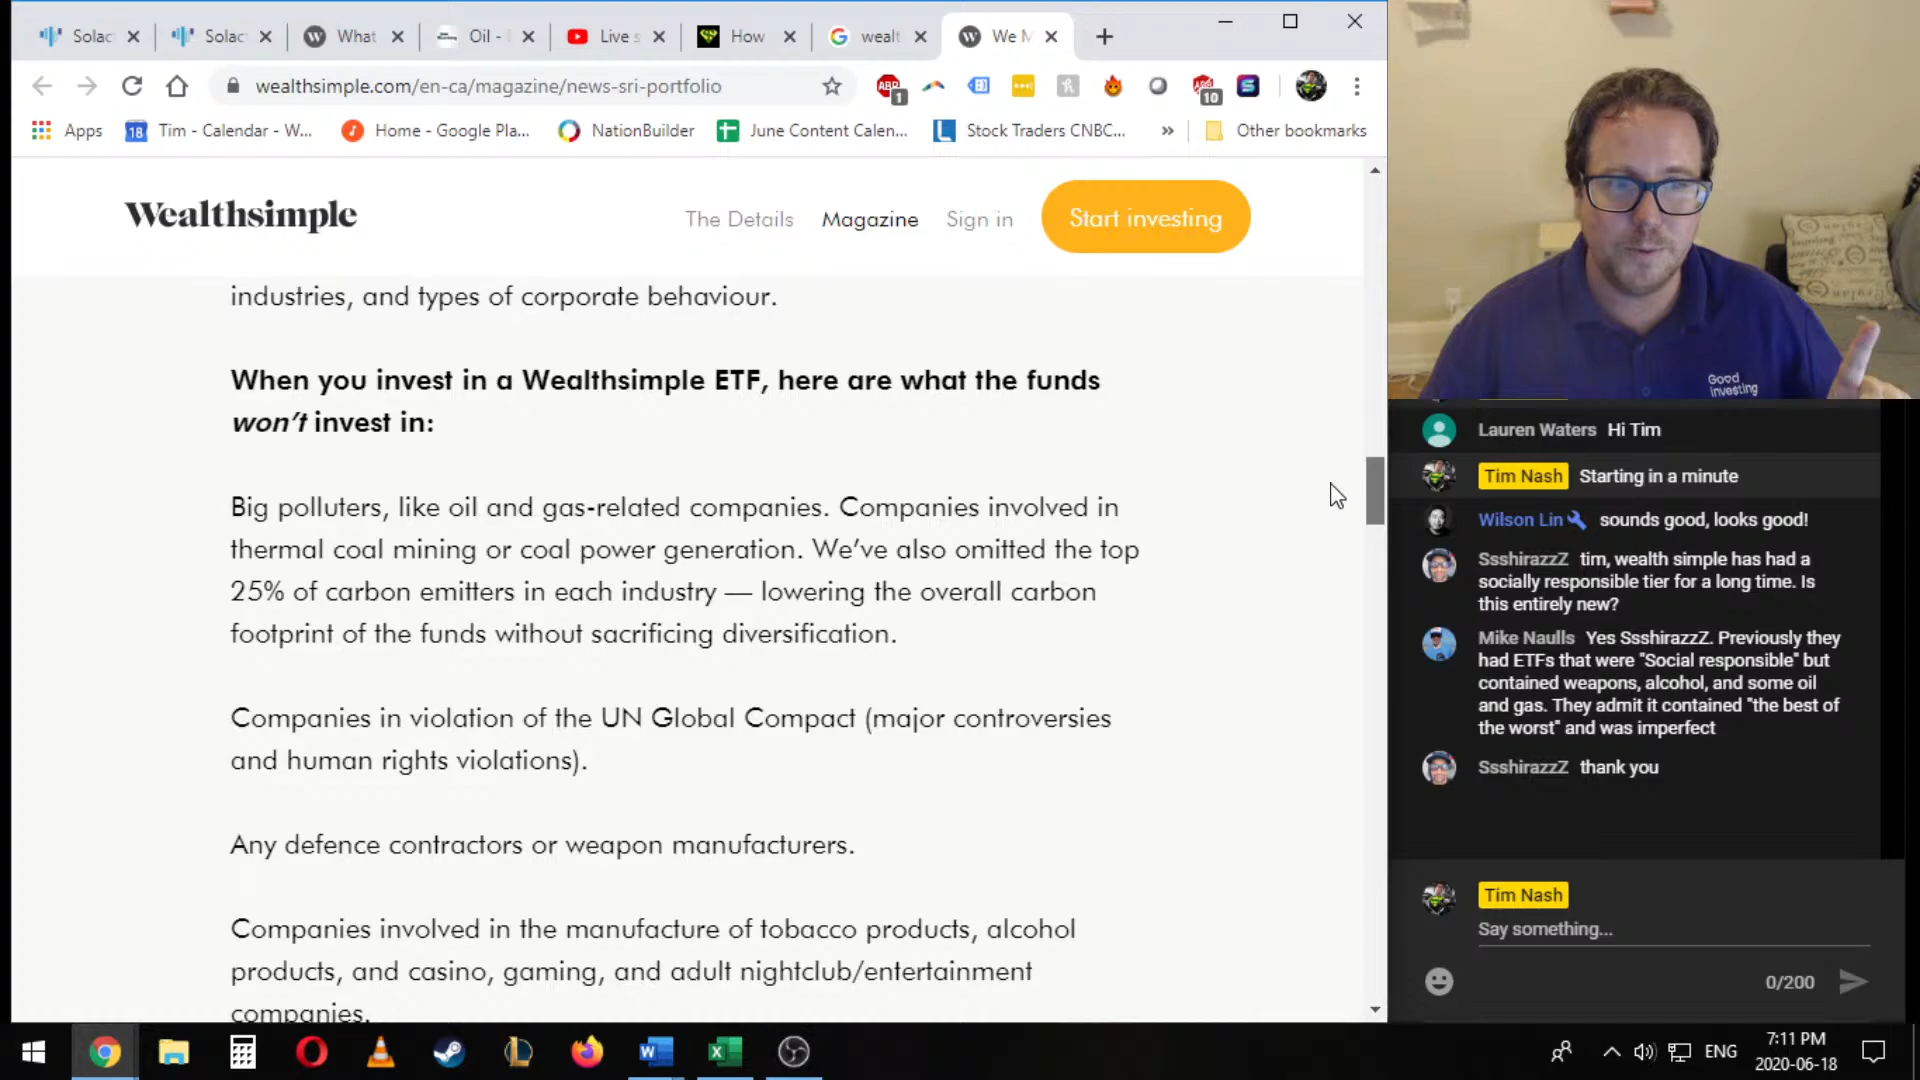 Solac
Solac
What
Oil -
Live s
How
wealt
We M
wealthsimple.com/en-ca/magazine/news-sri-portfolio
ABP
1
10
Apps
18
Tim - Calendar - W...
Home - Google Pla...
NationBuilder
June Content Calen...
Stock Traders CNBC...
»
Other bookmarks
Wealthsimple
The Details
Magazine
Sign in
Start investing
industries, and types of corporate behaviour.
When you invest in a Wealthsimple ETF, here are what the funds
won't invest in:
Big polluters, like oil and gas-related companies. Companies involved in
thermal coal mining or coal power generation. We've also omitted the top
25% of carbon emitters in each industry — lowering the overall carbon
footprint of the funds without sacrificing diversification.
Companies in violation of the UN Global Compact (major controversies
and human rights violations).
Any defence contractors or weapon manufacturers.
Companies involved in the manufacture of tobacco products, alcohol
products, and casino, gaming, and adult nightclub/entertainment
companies.
Good
investing
Lauren Waters Hi Tim
Tim Nash Starting in a minute
Wilson Lin sounds good, looks good!
SsshirazzZ tim, wealth simple has had a
socially responsible tier for a long time. Is
this entirely new?
Mike Naulls Yes SsshirazzZ. Previously they
had ETFs that were "Social responsible" but
contained weapons, alcohol, and some oil
and gas. They admit it contained "the best of
the worst" and was imperfect
SsshirazzZ thank you
Tim Nash
Say something...
0/200
ENG
7:11 PM
2020-06-18